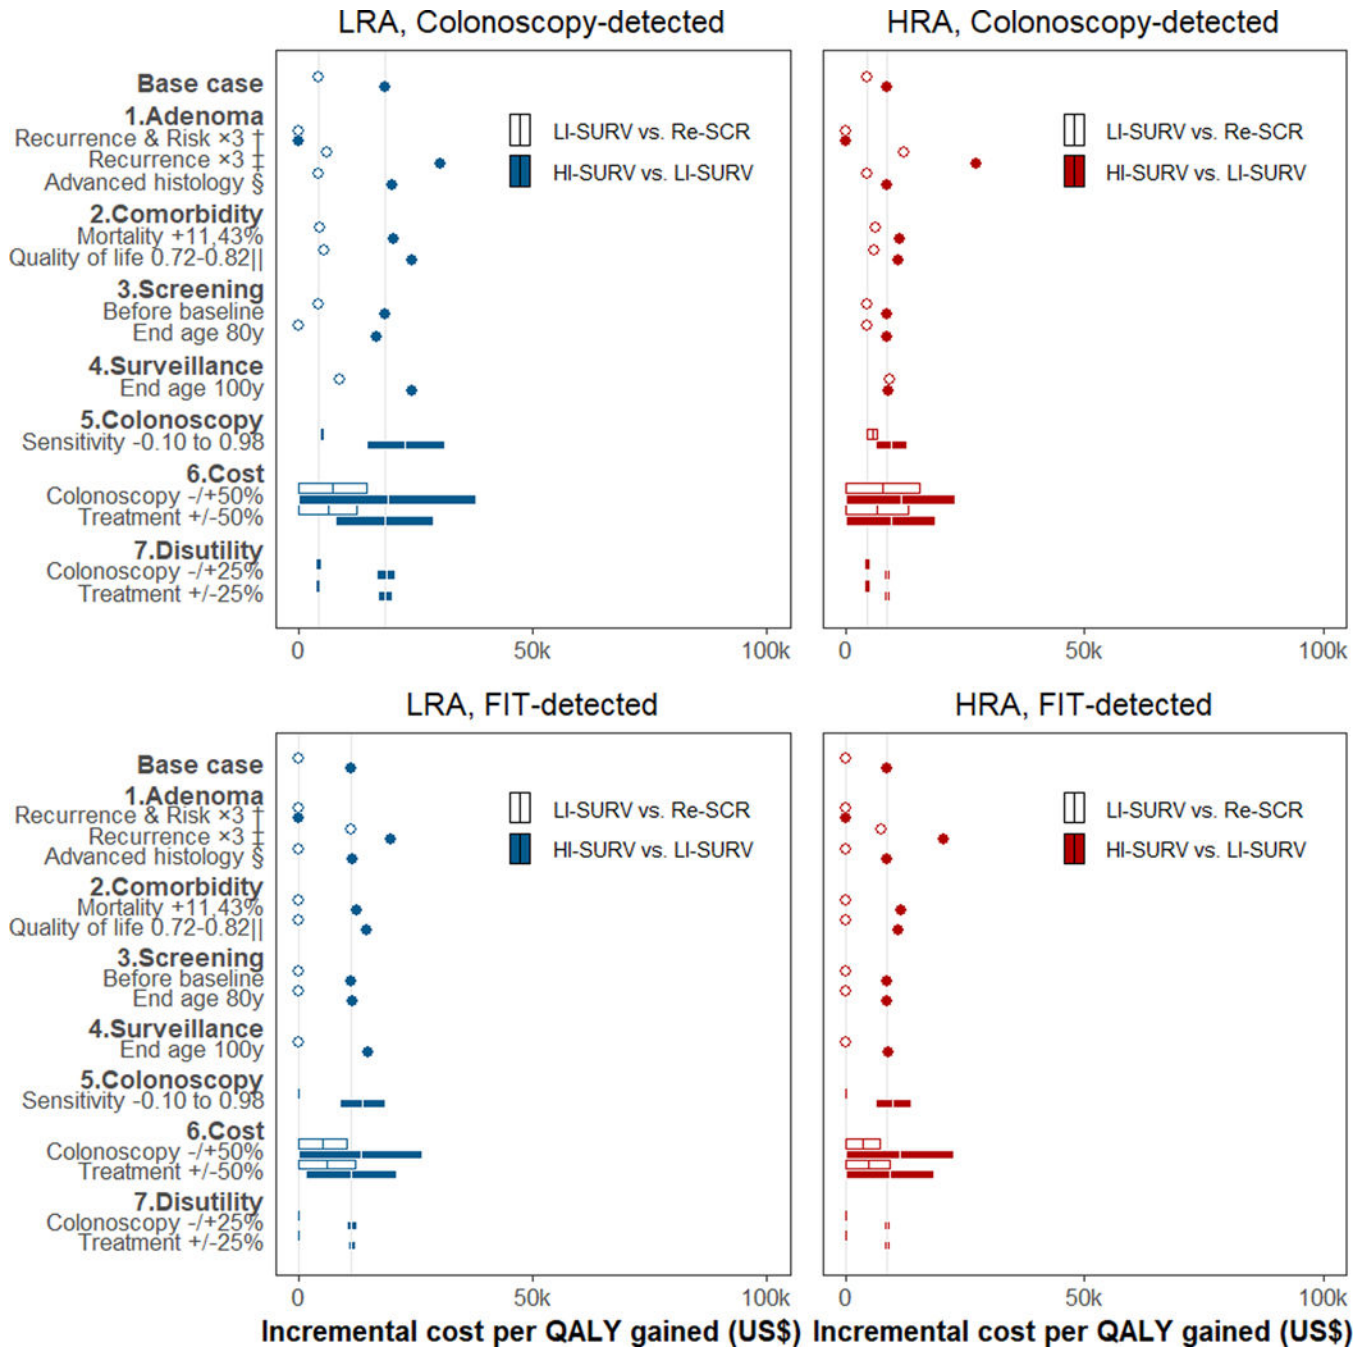 LRA, Colonoscopy-detected
HRA, Colonoscopy-detected
Base case
1.Adenoma
Recurrence & Risk ×3 †
Recurrence ×3 ‡
Advanced histology §
2.Comorbidity
Mortality +11,43%
Quality of life 0.72-0.82||
3.Screening
Before baseline
End age 80y
4.Surveillance
End age 100y
5.Colonoscopy
Sensitivity -0.10 to 0.98
6.Cost
Colonoscopy -/+50%
Treatment +/-50%
7.Disutility
Colonoscopy -/+25%
Treatment +/-25%
LI-SURV vs. Re-SCR
HI-SURV vs. LI-SURV
LI-SURV vs. Re-SCR
HI-SURV vs. LI-SURV
0 50k 100k
0 50k 100k
LRA, FIT-detected
HRA, FIT-detected
Base case
1.Adenoma
Recurrence & Risk ×3 †
Recurrence ×3 ‡
Advanced histology §
2.Comorbidity
Mortality +11,43%
Quality of life 0.72-0.82||
3.Screening
Before baseline
End age 80y
4.Surveillance
End age 100y
5.Colonoscopy
Sensitivity -0.10 to 0.98
6.Cost
Colonoscopy -/+50%
Treatment +/-50%
7.Disutility
Colonoscopy -/+25%
Treatment +/-25%
LI-SURV vs. Re-SCR
HI-SURV vs. LI-SURV
LI-SURV vs. Re-SCR
HI-SURV vs. LI-SURV
0 50k 100k
0 50k 100k
Incremental cost per QALY gained (US$)
Incremental cost per QALY gained (US$)